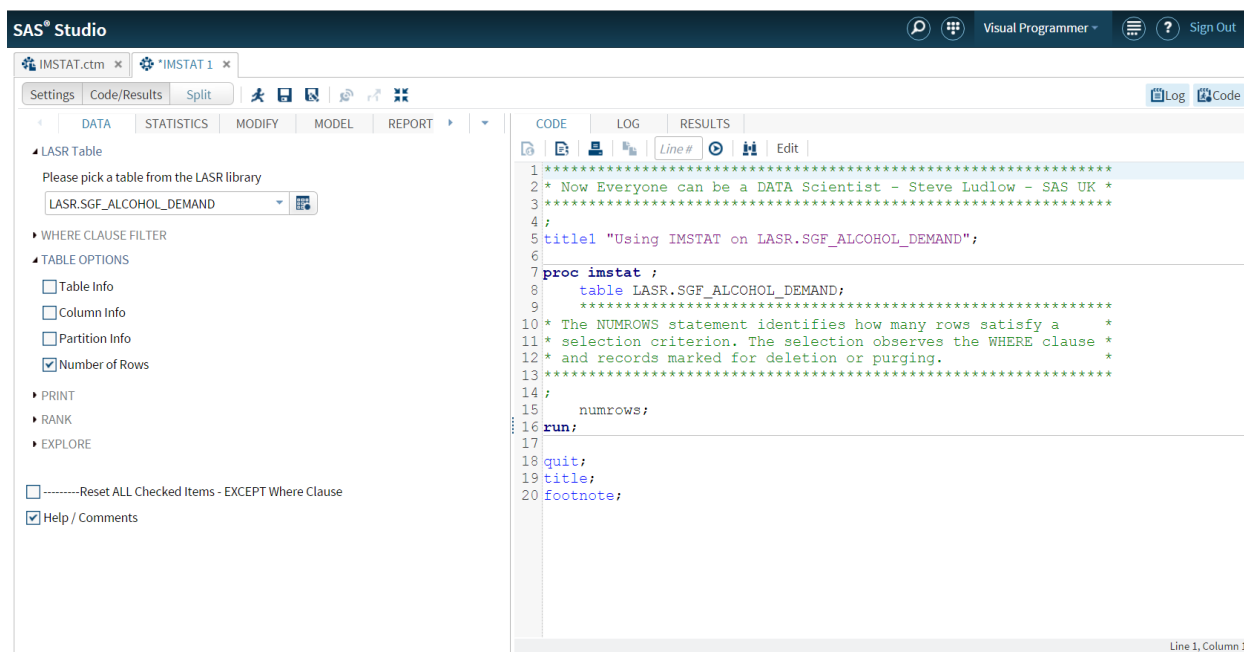 SAS® Studio
Visual Programmer
Sign Out
IMSTAT.ctm ×
*IMSTAT 1 ×
Settings Code/Results Split
Log Code
DATA STATISTICS MODIFY MODEL REPORT
CODE LOG RESULTS
Line # Edit
LASR Table
Please pick a table from the LASR library
LASR.SGF_ALCOHOL_DEMAND
WHERE CLAUSE FILTER
TABLE OPTIONS
Table Info
Column Info
Partition Info
Number of Rows
PRINT
RANK
EXPLORE
---------Reset ALL Checked Items - EXCEPT Where Clause
Help / Comments
1 ****************************************************************
2 * Now Everyone can be a DATA Scientist - Steve Ludlow - SAS UK *
3 ****************************************************************
4 ;
5 title1 "Using IMSTAT on LASR.SGF_ALCOHOL_DEMAND";
6
7 proc imstat ;
8     table LASR.SGF_ALCOHOL_DEMAND;
9     ************************************************************
10 * The NUMROWS statement identifies how many rows satisfy a     *
11 * selection criterion. The selection observes the WHERE clause *
12 * and records marked for deletion or purging.                  *
13 ****************************************************************
14 ;
15     numrows;
16 run;
17
18 quit;
19 title;
20 footnote;
Line 1, Column 1